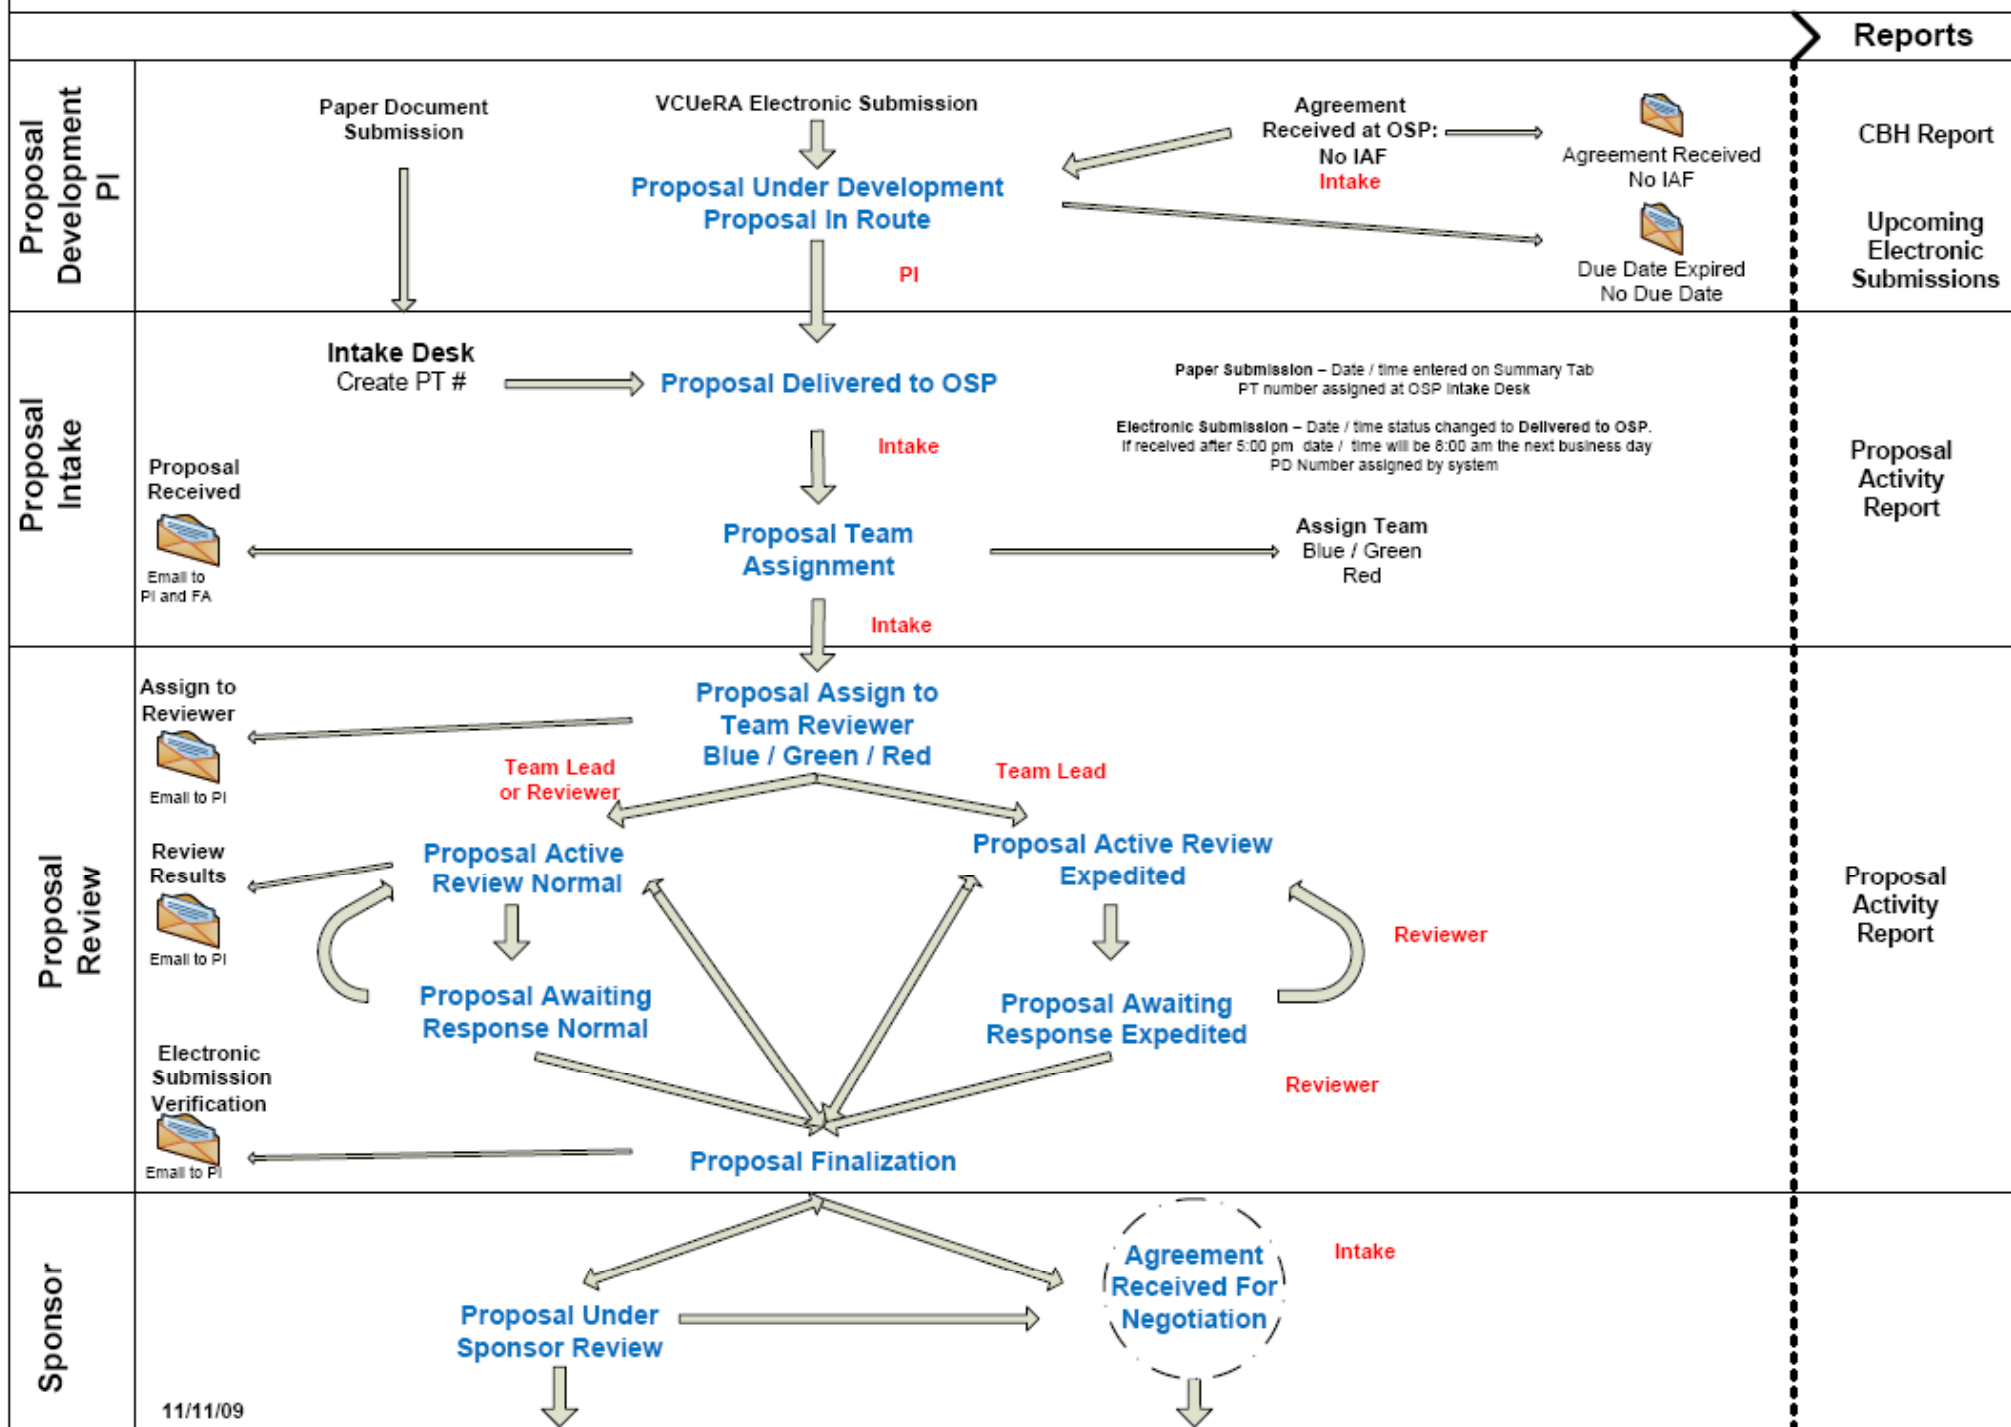 Reports
Proposal
Development
PI
Paper Document
Submission
VCUeRA Electronic Submission
Proposal Under Development
Proposal In Route
PI
Agreement
Received at OSP:
No IAF
Intake
Agreement Received
No IAF
Due Date Expired
No Due Date
CBH Report
Upcoming
Electronic
Submissions
Proposal
Intake
Intake Desk
Create PT #
Proposal Delivered to OSP
Paper Submission – Date / time entered on Summary Tab
PT number assigned at OSP Intake Desk
Electronic Submission – Date / time status changed to Delivered to OSP.
If received after 5:00 pm date / time will be 8:00 am the next business day
PD Number assigned by system
Intake
Proposal
Received
Email to
PI and FA
Proposal Team
Assignment
Assign Team
Blue / Green
Red
Intake
Proposal
Activity
Report
Proposal
Review
Assign to
Reviewer
Email to PI
Proposal Assign to
Team Reviewer
Blue / Green / Red
Team Lead
or Reviewer
Team Lead
Review
Results
Email to PI
Proposal Active
Review Normal
Proposal Active Review
Expedited
Reviewer
Proposal Awaiting
Response Normal
Proposal Awaiting
Response Expedited
Reviewer
Electronic
Submission
Verification
Email to PI
Proposal Finalization
Proposal
Activity
Report
Sponsor
Proposal Under
Sponsor Review
Agreement
Received For
Negotiation
Intake
11/11/09